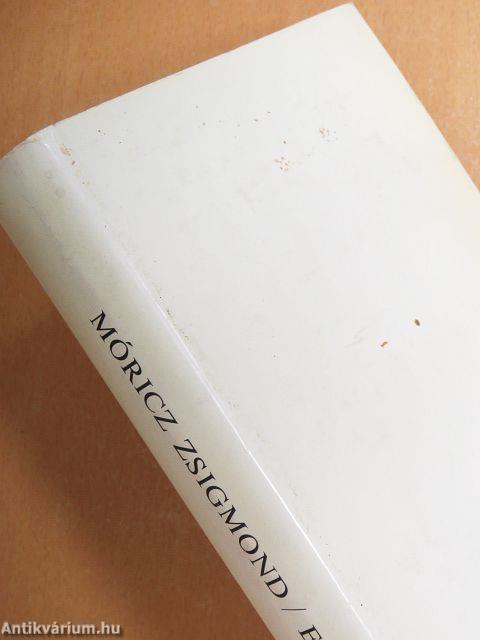 MÓRICZ ZSIGMOND / E
Antikvárium.hu